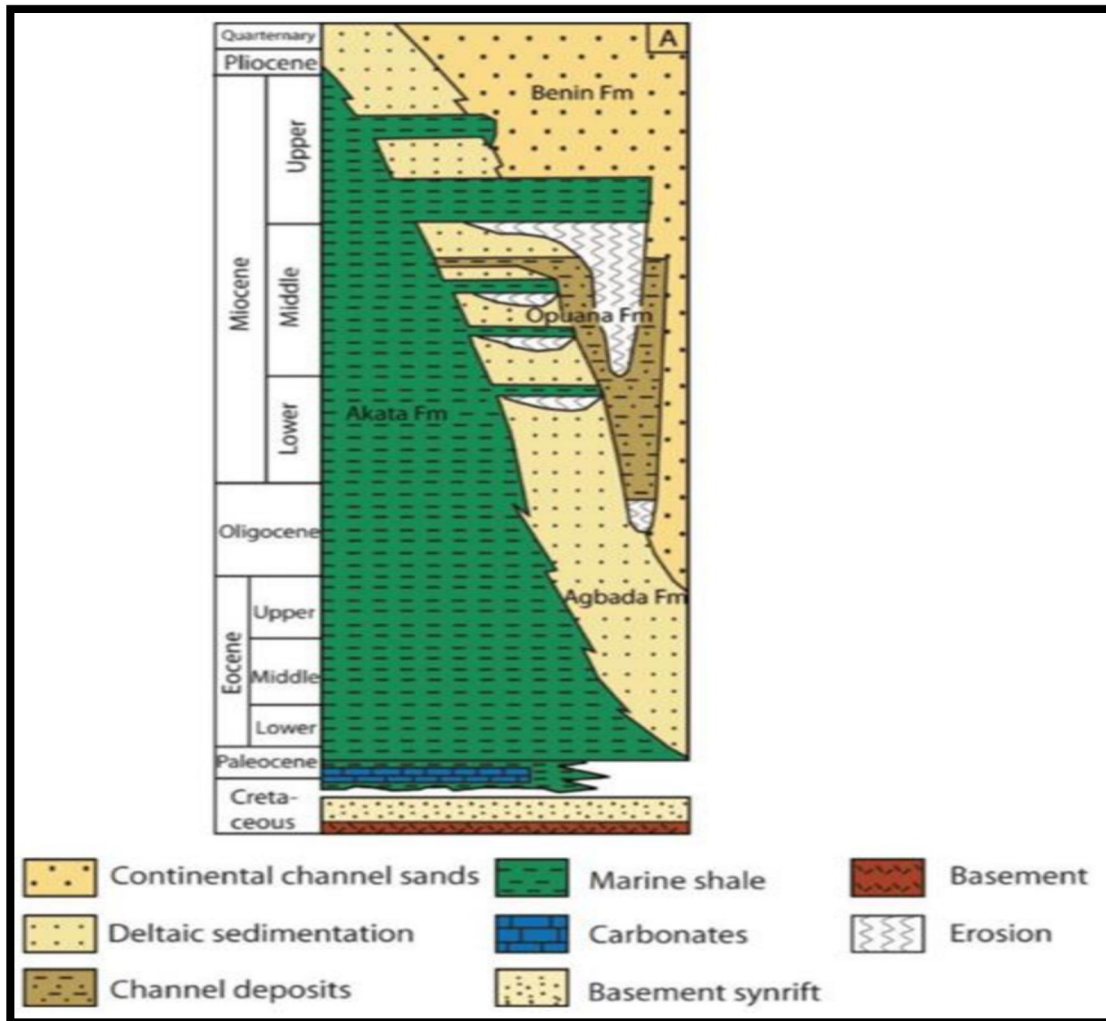 Quarternary
A
Pliocene
Benin Fm
Upper
Miocene
Middle
Opuana Fm
Lower
Akata Fm
Oligocene
Agbada Fm
Upper
Eocene
Middle
Lower
Paleocene
Creta-
ceous
Continental channel sands
Marine shale
Basement
Deltaic sedimentation
Carbonates
Erosion
Channel deposits
Basement synrift